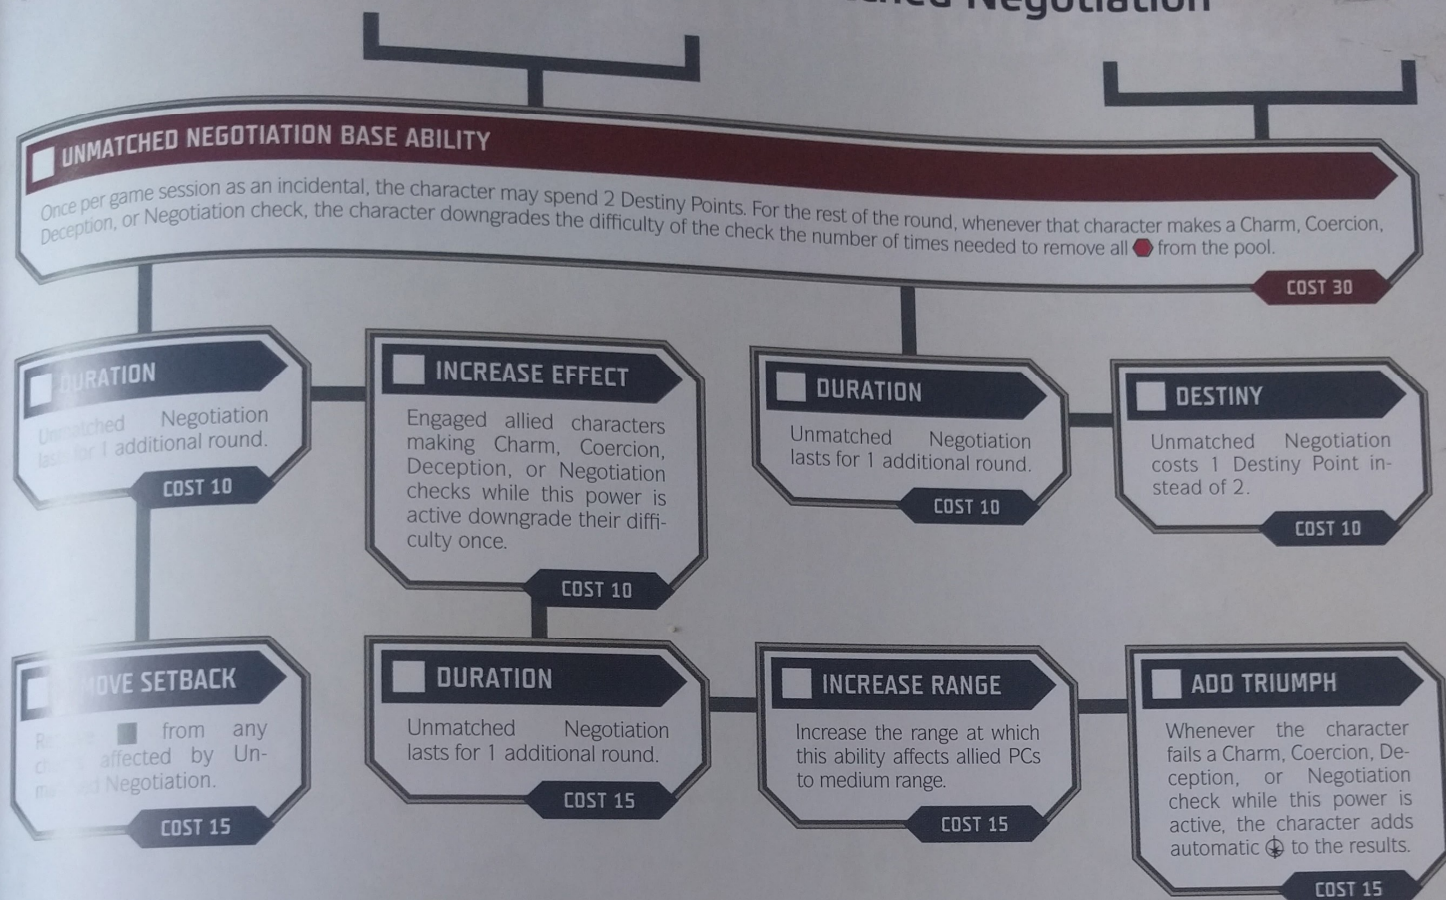 Negotiation
UNMATCHED NEGOTIATION BASE ABILITY
Once per game session as an incidental, the character may spend 2 Destiny Points. For the rest of the round, whenever that character makes a Charm, Coercion,
Deception, or Negotiation check, the character downgrades the difficulty of the check the number of times needed to remove all from the pool.
COST 30
DURATION
Unmatched Negotiation
lasts for 1 additional round.
COST 10
INCREASE EFFECT
Engaged allied characters
making Charm, Coercion,
Deception, or Negotiation
checks while this power is
active downgrade their diffi-
culty once.
COST 10
DURATION
Unmatched Negotiation
lasts for 1 additional round.
COST 10
DESTINY
Unmatched Negotiation
costs 1 Destiny Point in-
stead of 2.
COST 10
SETBACK
from any
affected by Un-
Negotiation.
COST 15
DURATION
Unmatched Negotiation
lasts for 1 additional round.
COST 15
INCREASE RANGE
Increase the range at which
this ability affects allied PCs
to medium range.
COST 15
ADD TRIUMPH
Whenever the character
fails a Charm, Coercion, De-
ception, or Negotiation
check while this power is
active, the character adds
automatic to the results.
COST 15